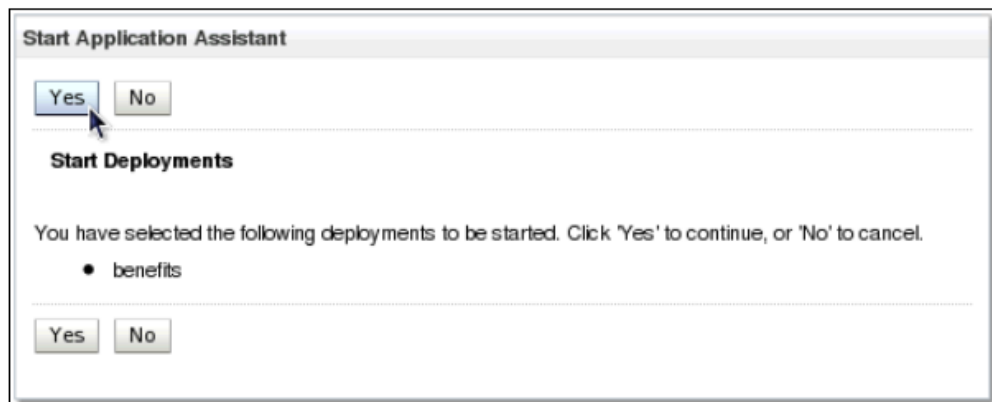 Start Application Assistant
Yes No
Start Deployments
You have selected the following deployments to be started. Click 'Yes' to continue, or 'No' to cancel.
• benefits
Yes No